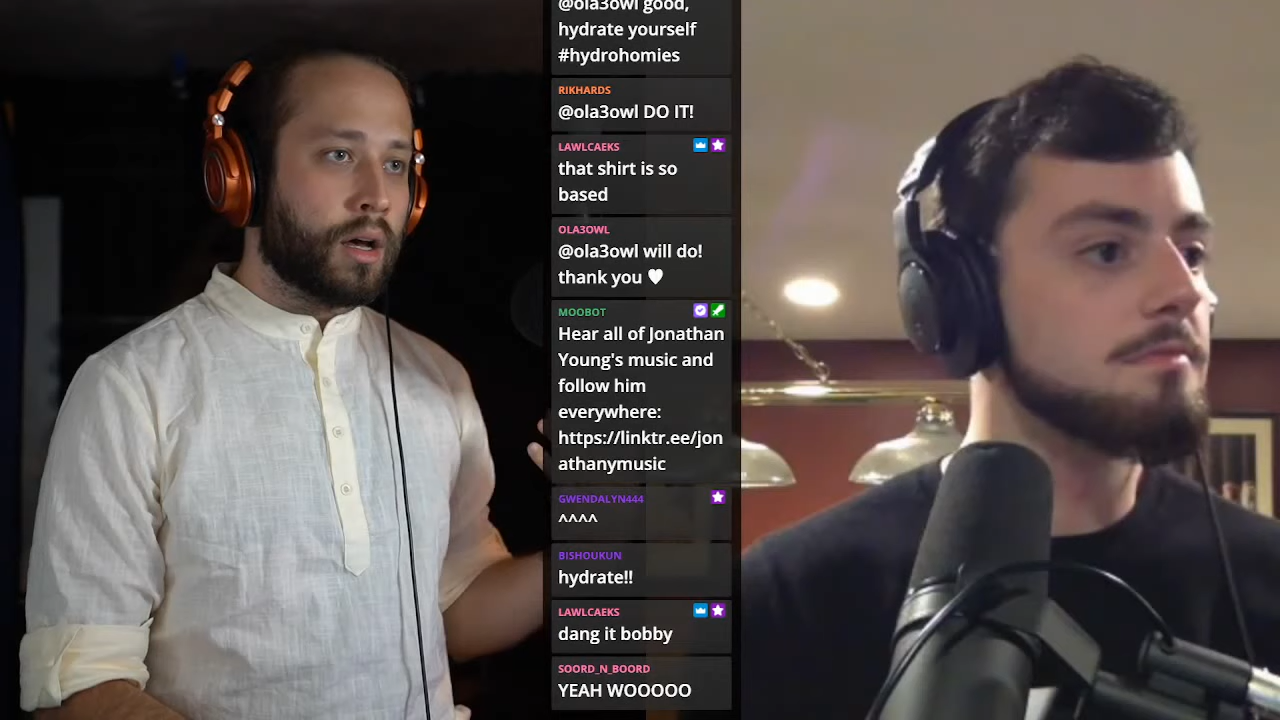 @ola3owl good,
hydrate yourself
#hydrohomies
RIKHARDS
@ola3owl DO IT!
LAWLCAEKS
that shirt is so
based
OLA3OWL
@ola3owl will do!
thank you ♥
MOOBOT
Hear all of Jonathan
Young's music and
follow him
everywhere:
https://linktr.ee/jon
athanymusic
GWENDALYN444
^^^^
BISHOUKUN
hydrate!!
LAWLCAEKS
dang it bobby
SOORD_N_BOORD
YEAH WOOOOO